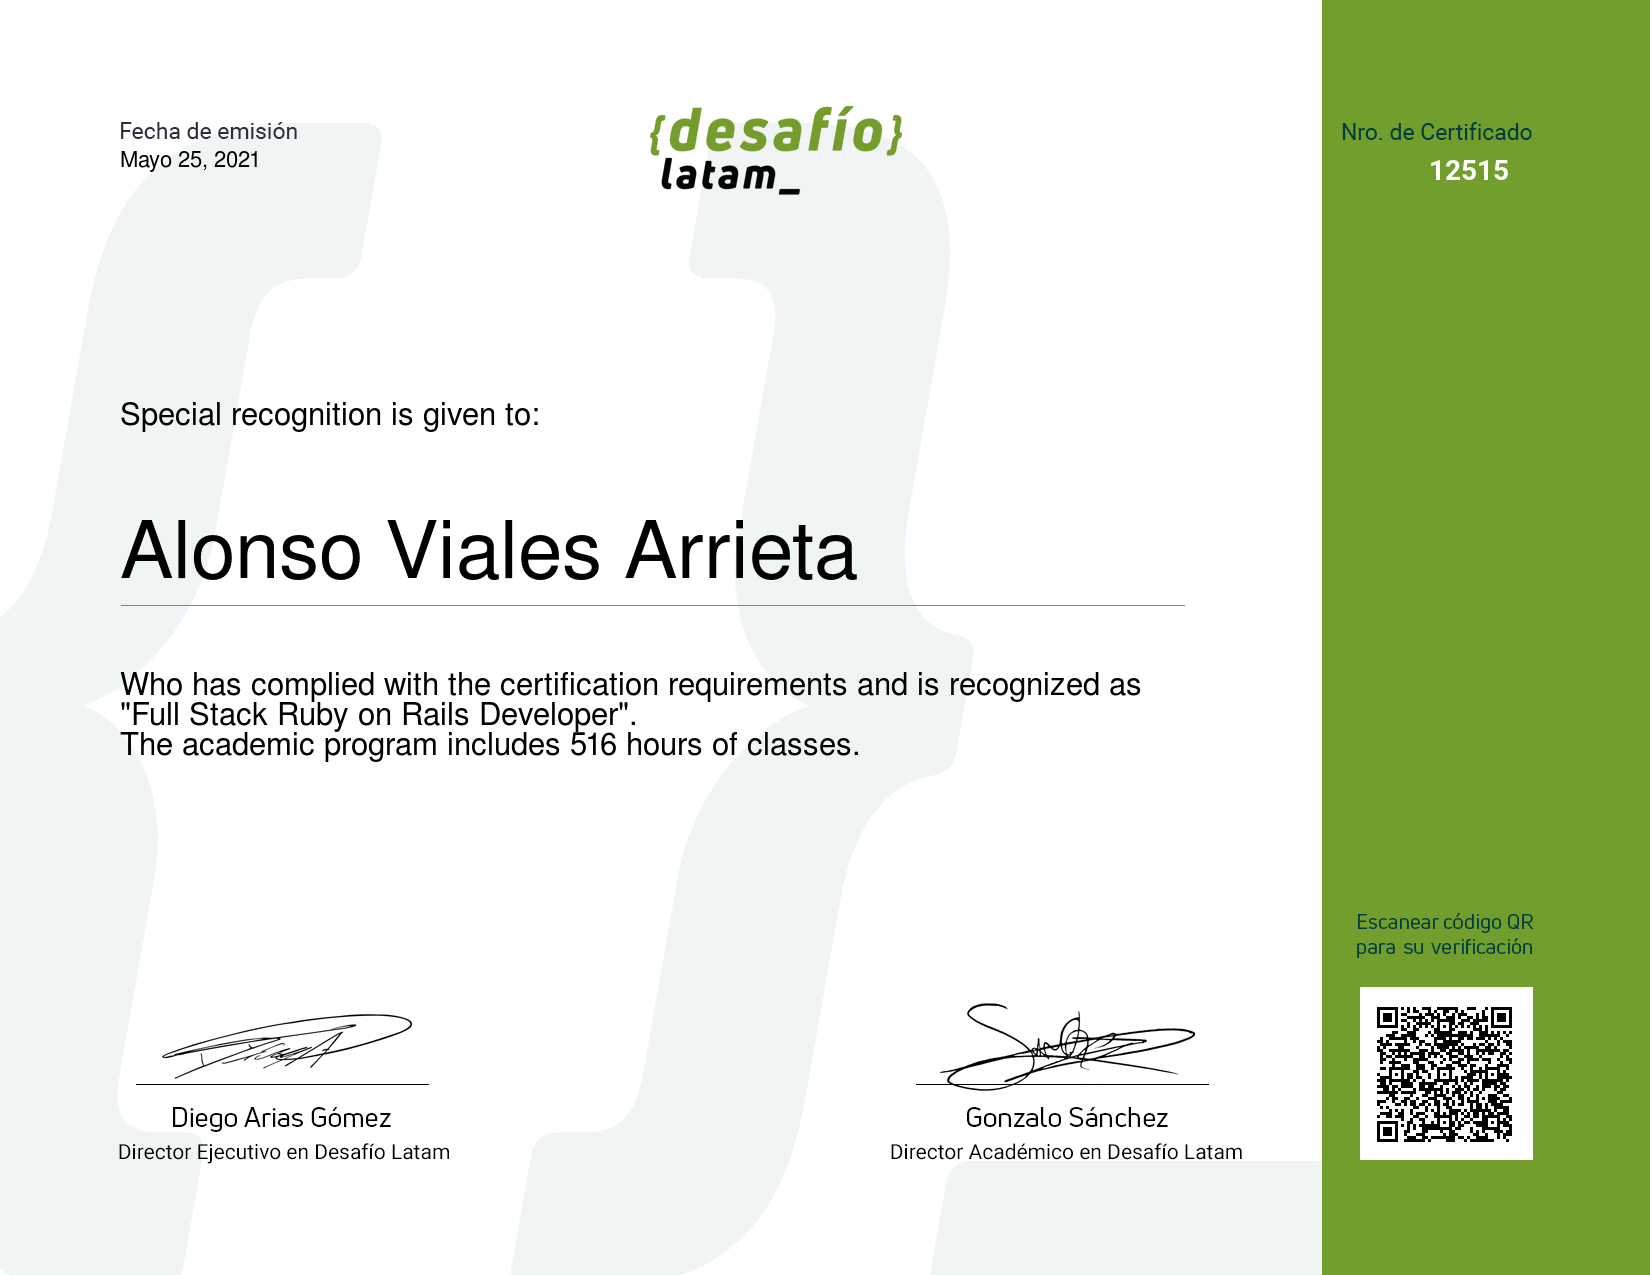 Fecha de emisión
Mayo 25, 2021
{desafío}
latam_
Nro. de Certificado
12515
Special recognition is given to:
Alonso Viales Arrieta
Who has complied with the certification requirements and is recognized as
"Full Stack Ruby on Rails Developer".
The academic program includes 516 hours of classes.
Escanear código QR
para su verificación
Diego Arias Gómez
Director Ejecutivo en Desafío Latam
Gonzalo Sánchez
Director Académico en Desafío Latam